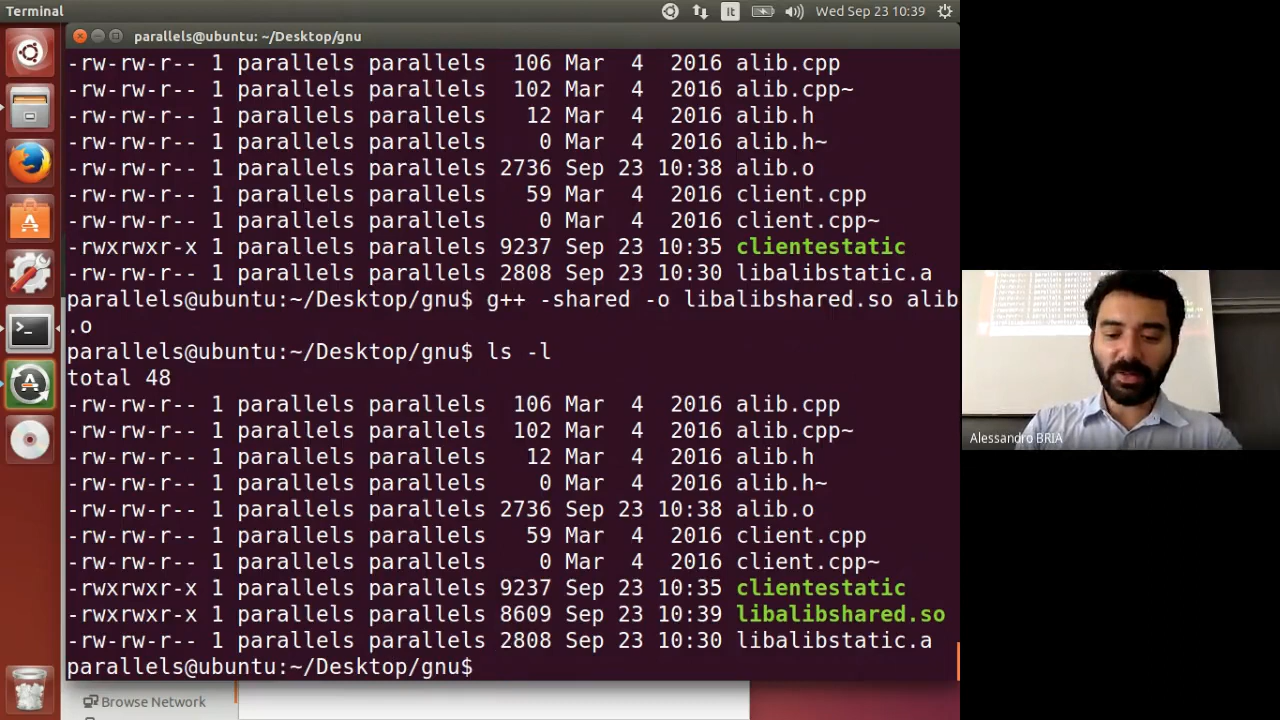 Terminal
It
Wed Sep 23 10:39
parallels@ubuntu: ~/Desktop/gnu
-rw-rw-r-- 1 parallels parallels  106 Mar  4  2016 alib.cpp
-rw-rw-r-- 1 parallels parallels  102 Mar  4  2016 alib.cpp~
-rw-rw-r-- 1 parallels parallels   12 Mar  4  2016 alib.h
-rw-rw-r-- 1 parallels parallels    0 Mar  4  2016 alib.h~
-rw-rw-r-- 1 parallels parallels 2736 Sep 23 10:38 alib.o
-rw-rw-r-- 1 parallels parallels   59 Mar  4  2016 client.cpp
-rw-rw-r-- 1 parallels parallels    0 Mar  4  2016 client.cpp~
-rwxrwxr-x 1 parallels parallels 9237 Sep 23 10:35 clientestatic
-rw-rw-r-- 1 parallels parallels 2808 Sep 23 10:30 libalibstatic.a
parallels@ubuntu:~/Desktop/gnu$ g++ -shared -o libalibshared.so alib
.o
parallels@ubuntu:~/Desktop/gnu$ ls -l
total 48
-rw-rw-r-- 1 parallels parallels  106 Mar  4  2016 alib.cpp
-rw-rw-r-- 1 parallels parallels  102 Mar  4  2016 alib.cpp~
-rw-rw-r-- 1 parallels parallels   12 Mar  4  2016 alib.h
-rw-rw-r-- 1 parallels parallels    0 Mar  4  2016 alib.h~
-rw-rw-r-- 1 parallels parallels 2736 Sep 23 10:38 alib.o
-rw-rw-r-- 1 parallels parallels   59 Mar  4  2016 client.cpp
-rw-rw-r-- 1 parallels parallels    0 Mar  4  2016 client.cpp~
-rwxrwxr-x 1 parallels parallels 9237 Sep 23 10:35 clientestatic
-rwxrwxr-x 1 parallels parallels 8609 Sep 23 10:39 libalibshared.so
-rw-rw-r-- 1 parallels parallels 2808 Sep 23 10:30 libalibstatic.a
parallels@ubuntu:~/Desktop/gnu$
Browse Network
Alessandro BRIA